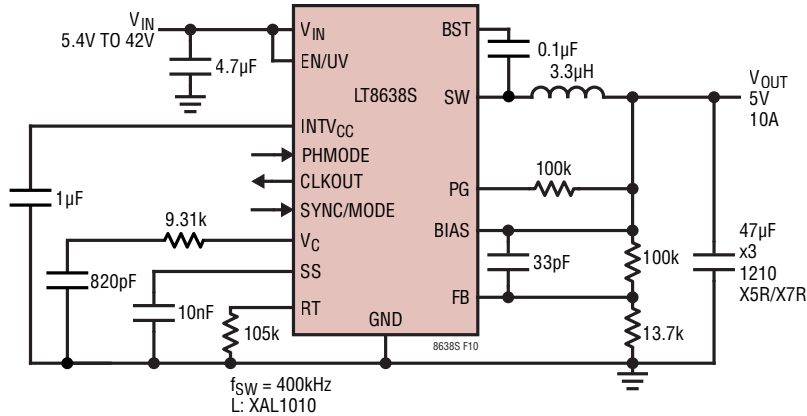 VIN
5.4V TO 42V
4.7µF
VIN
EN/UV
BST
0.1µF
3.3µH
LT8638S
SW
VOUT
5V
10A
INTVCC
PHMODE
CLKOUT
SYNC/MODE
1µF
PG
100k
9.31k
VC
BIAS
33pF
100k
47µF
x3
1210
X5R/X7R
820pF
SS
10nF
FB
RT
105k
GND
13.7k
8638S F10
fSW = 400kHz
L: XAL1010